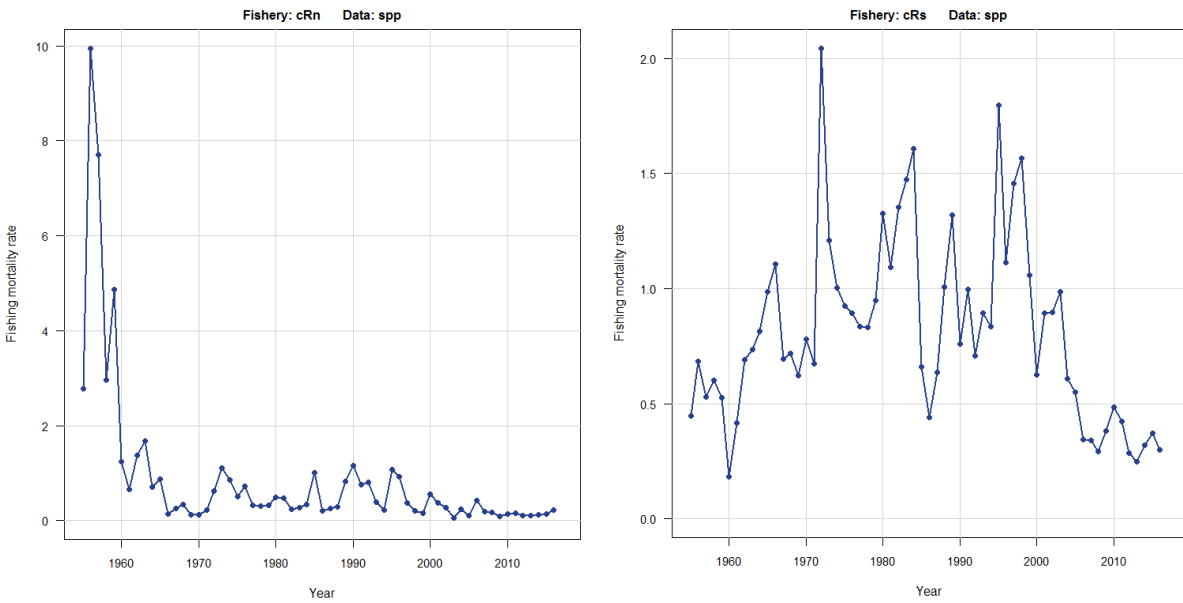 Fishery: cRn Data: spp
Fishing mortality rate
10
8
6
4
2
0
1960 1970 1980 1990 2000 2010
Year
Fishery: cRs Data: spp
Fishing mortality rate
2.0
1.5
1.0
0.5
0.0
1960 1970 1980 1990 2000 2010
Year